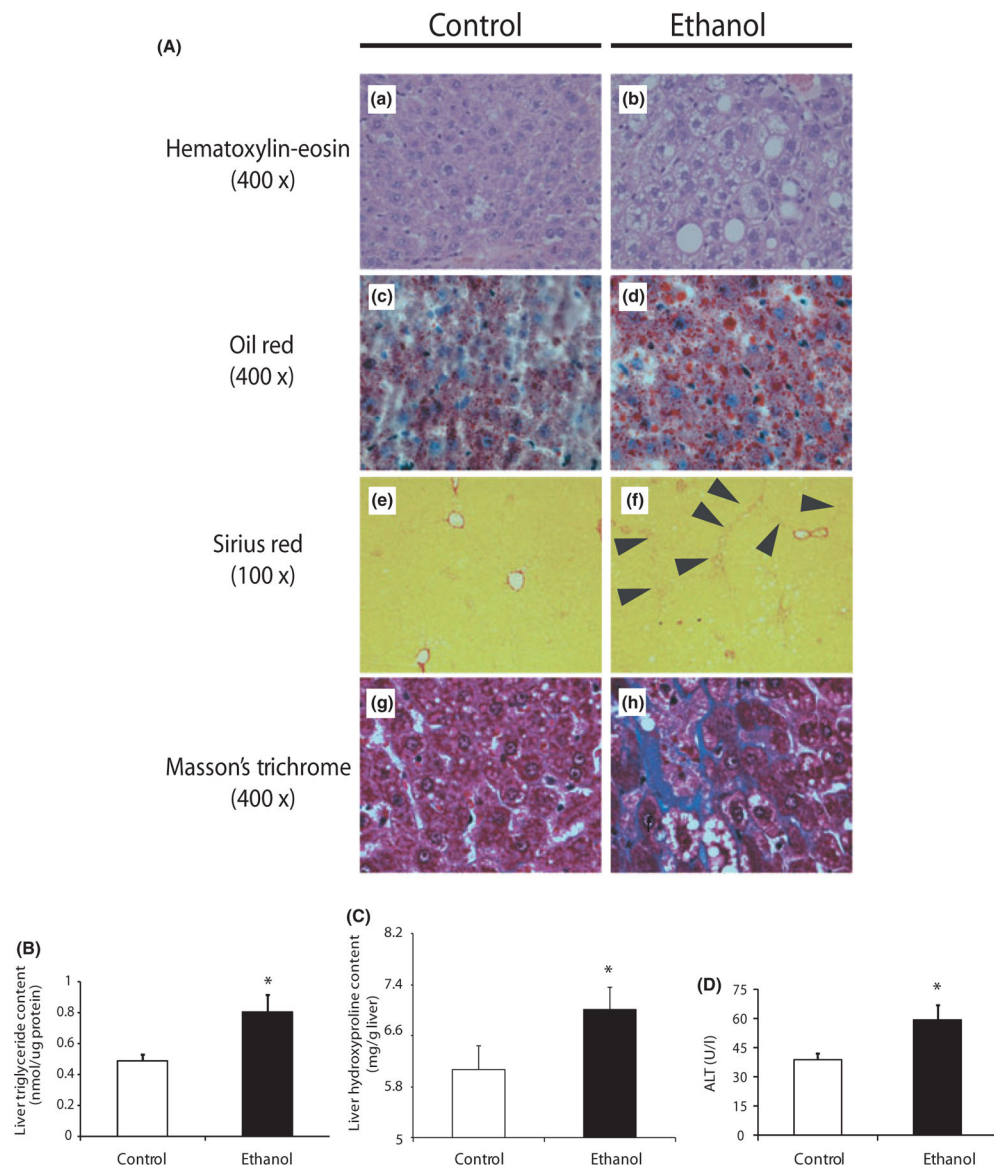 Control
Ethanol
(A)
(a)
(b)
Hematoxylin-eosin
(400 x)
(c)
(d)
Oil red
(400 x)
(e)
(f)
Sirius red
(100 x)
(g)
(h)
Masson's trichrome
(400 x)
(B)
Liver triglyceride content
(nmol/ug protein)
1
0.8
0.6
0.4
0.2
0
*
Control
Ethanol
(C)
Liver hydroxyproline content
(mg/g liver)
8.2
7.4
6.6
5.8
5
*
Control
Ethanol
(D)
ALT (U/l)
75
60
45
30
15
0
*
Control
Ethanol